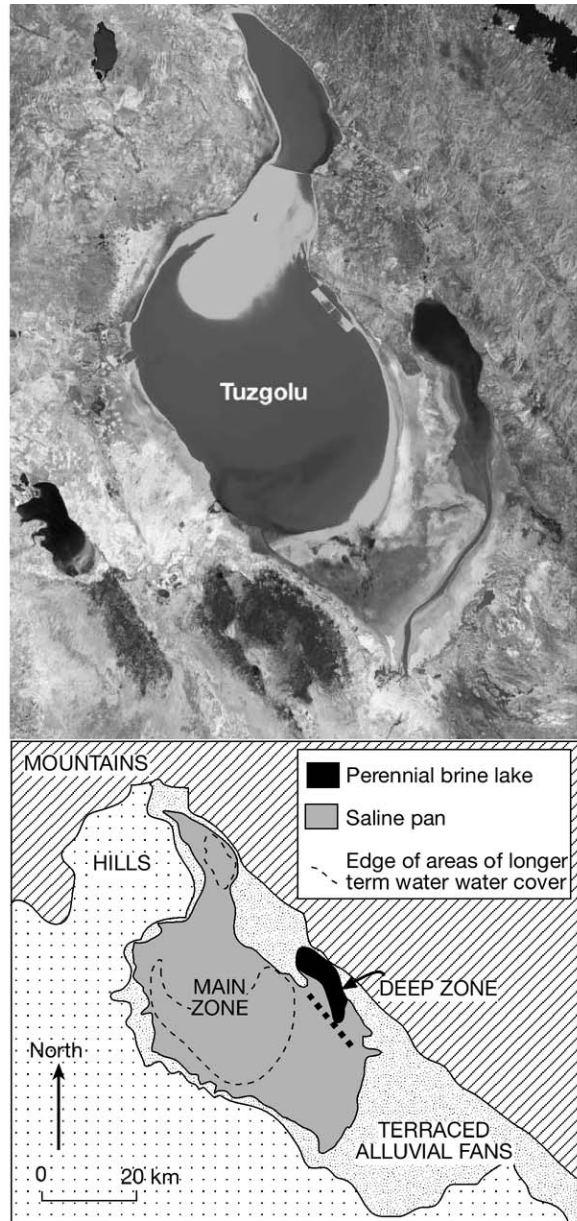 Tuzgolu
MOUNTAINS
HILLS
Perennial brine lake
Saline pan
Edge of areas of longer
term water water cover
MAIN
ZONE
DEEP ZONE
North
TERRACED
ALLUVIAL FANS
0 20 km